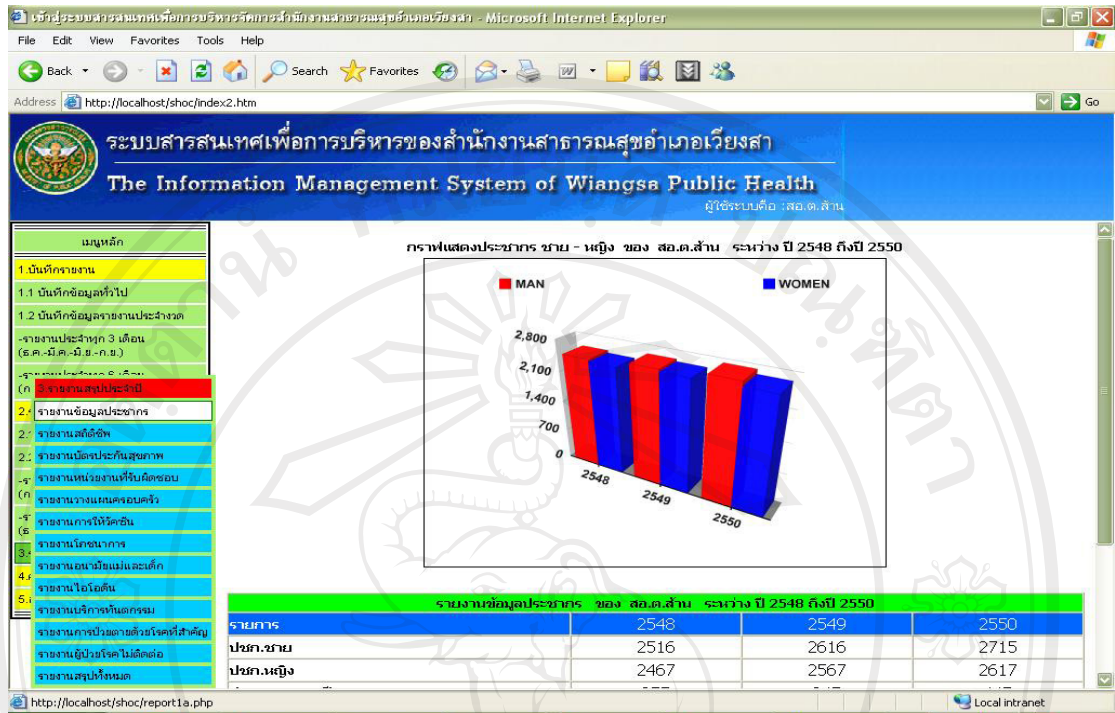 เข้าสู่ระบบสารสนเทศเพื่อการบริหารจัดการสำนักงานสาธารณสุขอำเภอเวียงสา - Microsoft Internet Explorer
File Edit View Favorites Tools Help
Back Search Favorites
Address http://localhost/shoc/index2.htm Go
ระบบสารสนเทศเพื่อการบริหารของสำนักงานสาธารณสุขอำเภอเวียงสา
The Information Management System of Wiangsa Public Health
ผู้ใช้ระบบคือ :สอ.ต.ส้าน
เมนูหลัก
1.บันทึกรายงาน
1.1 บันทึกข้อมูลทั่วไป
1.2 บันทึกข้อมูลรายงานประจำงวด
-รายงานประจำทุก 3 เดือน
(ธ.ค.-มี.ค.-มิ.ย.-ก.ย.)
3.รายงานสรุปประจำปี
รายงานข้อมูลประชากร
รายงานสถิติชีพ
รายงานบัตรประกันสุขภาพ
รายงานหน่วยงานที่รับผิดชอบ
รายงานวางแผนครอบครัว
รายงานการให้วัคซีน
รายงานโภชนาการ
รายงานอนามัยแม่และเด็ก
รายงานไอโอดีน
รายงานบริการทันตกรรม
รายงานการป่วยตายด้วยโรคที่สำคัญ
รายงานผู้ป่วยโรคไม่ติดต่อ
รายงานสรุปทั้งหมด
กราฟแสดงประชากร ชาย - หญิง ของ สอ.ต.ส้าน ระหว่าง ปี 2548 ถึงปี 2550
MAN WOMEN
2,800
2,100
1,400
700
0
2548
2549
2550
รายงานข้อมูลประชากร ของ สอ.ต.ส้าน ระหว่าง ปี 2548 ถึงปี 2550
รายการ 2548 2549 2550
ปชก.ชาย 2516 2616 2715
ปชก.หญิง 2467 2567 2617
http://localhost/shoc/report1a.php Local intranet